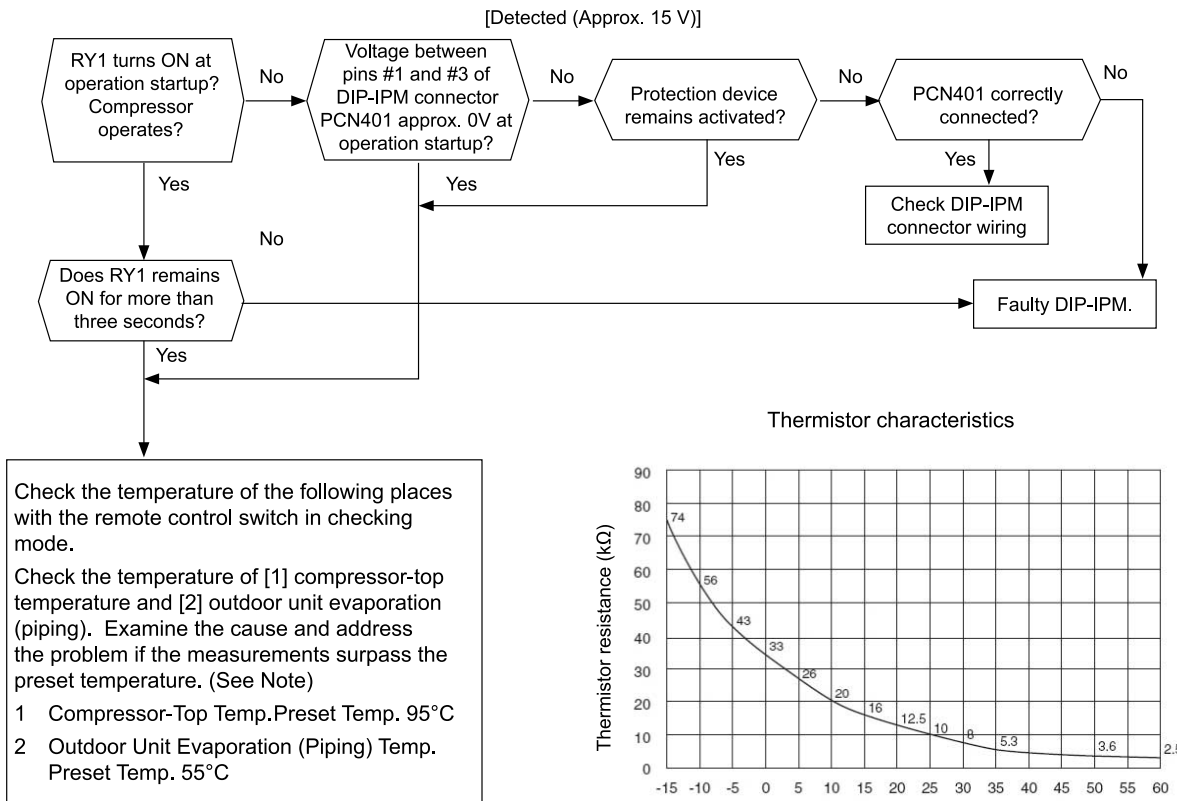 [Detected (Approx. 15 V)]
RY1 turns ON at
operation startup?
Compressor
operates?
No
Voltage between
pins #1 and #3 of
DIP-IPM connector
PCN401 approx. 0V at
operation startup?
No
Protection device
remains activated?
No
PCN401 correctly
connected?
No
Yes
Yes
Yes
Yes
Check DIP-IPM
connector wiring
No
Does RY1 remains
ON for more than
three seconds?
Faulty DIP-IPM.
Yes
Check the temperature of the following places
with the remote control switch in checking
mode.
Check the temperature of [1] compressor-top
temperature and [2] outdoor unit evaporation
(piping). Examine the cause and address
the problem if the measurements surpass the
preset temperature. (See Note)
1 Compressor-Top Temp.Preset Temp. 95°C
2 Outdoor Unit Evaporation (Piping) Temp.
Preset Temp. 55°C
Thermistor characteristics
Thermistor resistance (kΩ)
90
80
70
60
50
40
30
20
10
0
74
56
43
33
26
20
16
12.5
10
8
5.3
3.6
2.5
-15 -10 -5 0 5 10 15 20 25 30 35 40 45 50 55 60